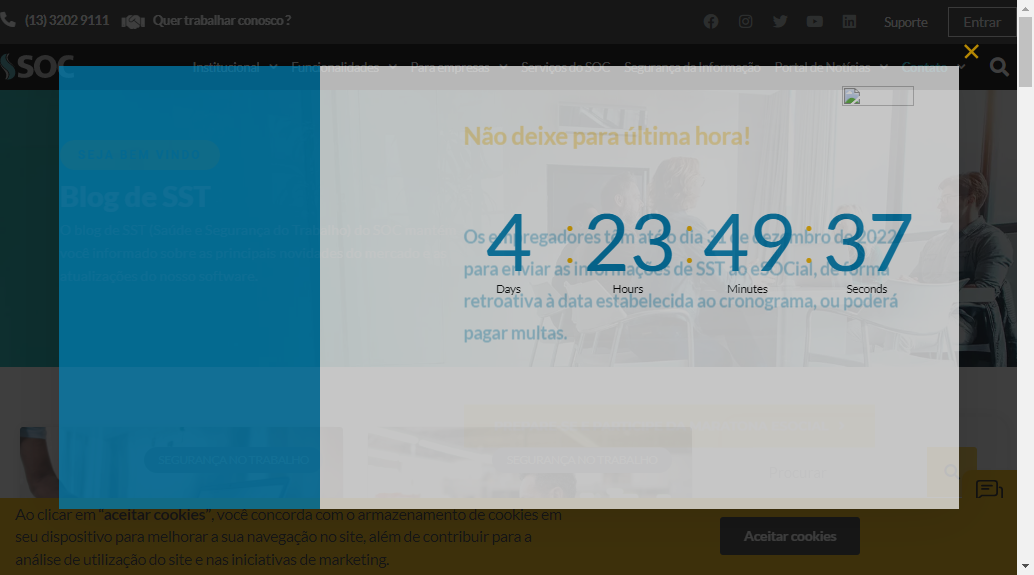 (13) 3202 9111 Quer trabalhar conosco ? Suporte Entrar
SOC Institucional Funcionalidades Para empresas Serviços do SOC Segurança da Informação Portal de Notícias Contato
Não deixe para última hora!
SEJA BEM-VINDO
Blog de SST
4 : 23 : 49 : 37
Days Hours Minutes Seconds
Os empregadores têm até o dia 31 de dezembro de 2022
para enviar as informações de SST ao eSOCial, de forma
retroativa à data estabelecida ao cronograma, ou poderá
pagar multas.
SEGURANÇA NO TRABALHO SEGURANÇA NO TRABALHO
Ao clicar em "aceitar cookies", você concorda com o armazenamento de cookies em
seu dispositivo para melhorar a sua navegação no site, além de contribuir para a
análise de utilização do site e nas iniciativas de marketing.
Aceitar cookies